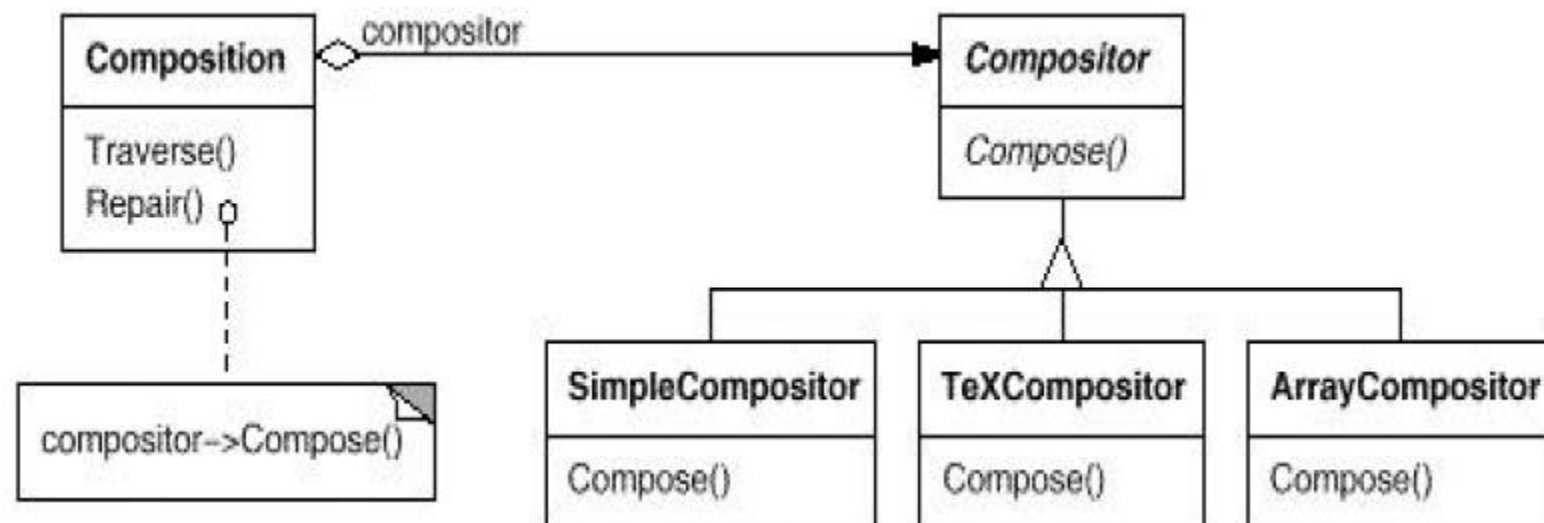 Composition
compositor
Compositor
Traverse()
Repair()
Compose()
compositor->Compose()
SimpleCompositor
TeXCompositor
ArrayCompositor
Compose()
Compose()
Compose()